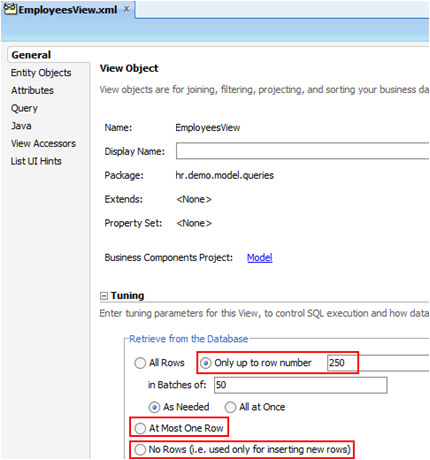 EmployeesView.xml
General
Entity Objects
Attributes
Query
Java
View Accessors
List UI Hints
View Object
View objects are for joining, filtering, projecting, and sorting your business da
Name: EmployeesView
Display Name:
Package: hr.demo.model.queries
Extends: <None>
Property Set: <None>
Business Components Project: Model
Tuning
Enter tuning parameters for this View, to control SQL execution and how data
Retrieve from the Database
All Rows Only up to row number 250
in Batches of: 50
As Needed All at Once
At Most One Row
No Rows (i.e. used only for inserting new rows)